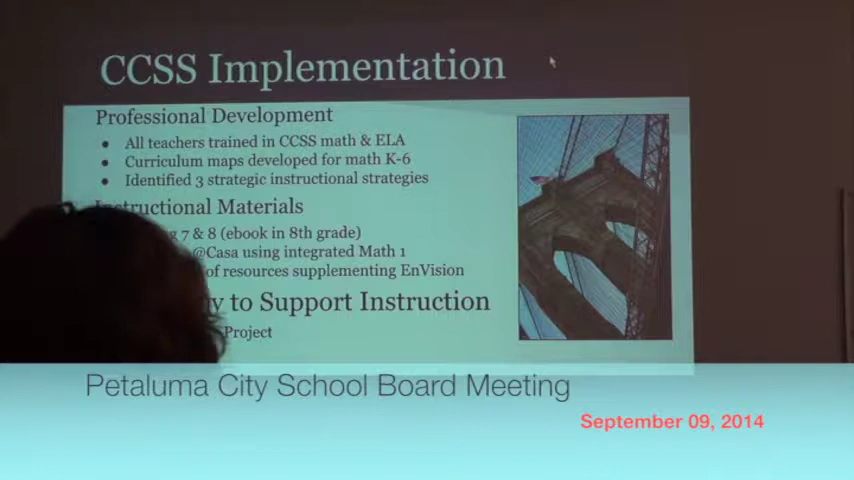 CCSS Implementation
Professional Development
All teachers trained in CCSS math & ELA
Curriculum maps developed for math K-6
Identified 3 strategic instructional strategies
Instructional Materials
7 & 8 (ebook in 8th grade)
@Casa using integrated Math 1
of resources supplementing EnVision
to Support Instruction
Project
Petaluma City School Board Meeting
September 09, 2014